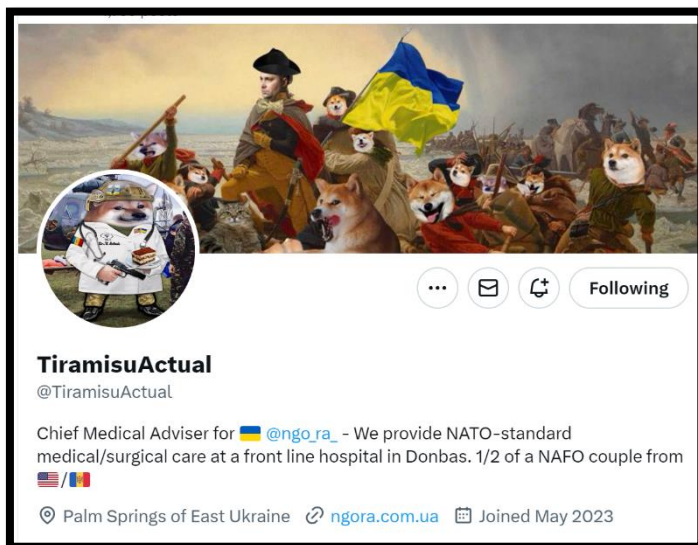 Following
TiramisuActual
@TiramisuActual
Chief Medical Adviser for 🇺🇦 @ngo_ra_ - We provide NATO-standard
medical/surgical care at a front line hospital in Donbas. 1/2 of a NAFO couple from
🇺🇸/🇲🇩
Palm Springs of East Ukraine ngora.com.ua Joined May 2023